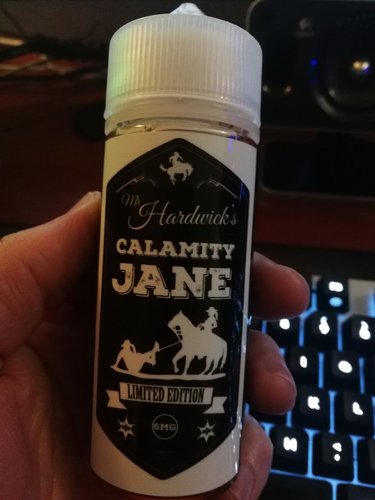 Mr
Hardwick's
CALAMITY
JANE
LIMITED EDITION
6MG
I
O
K
L
M